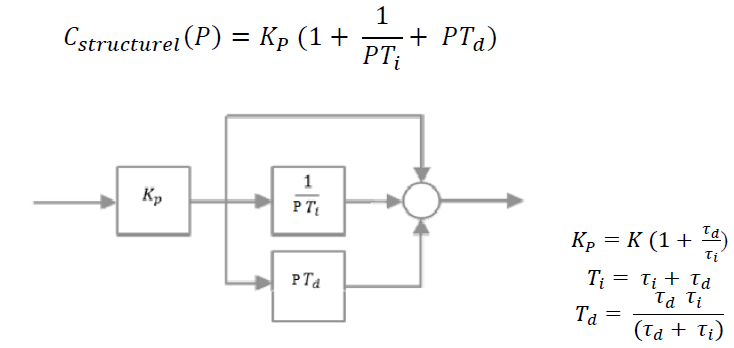 C_structurel(P) = K_P (1 + 1/(PT_i) + PT_d)
K_p
1/(P T_i)
P T_d
K_P = K (1 + τ_d/τ_i)
T_i = τ_i + τ_d
T_d = τ_d τ_i/(τ_d + τ_i)